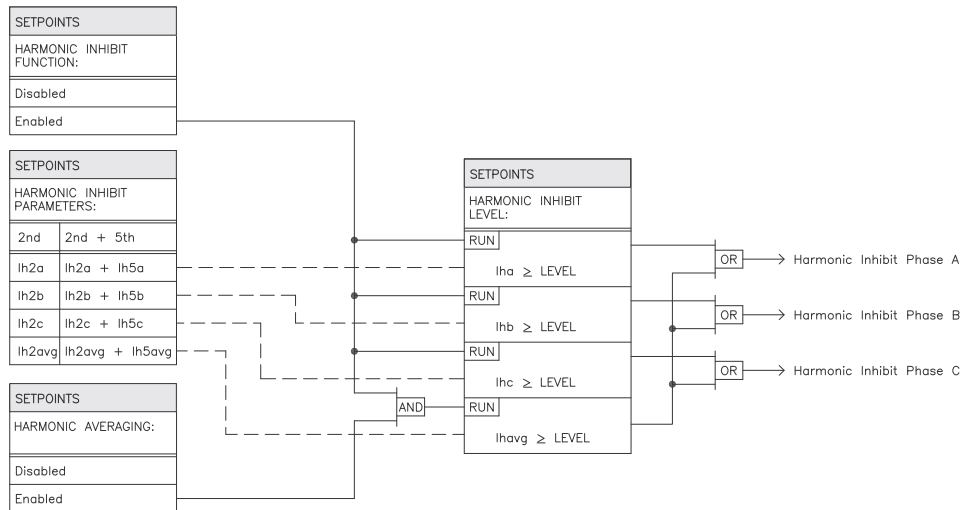 SETPOINTS
HARMONIC INHIBIT
FUNCTION:
Disabled
Enabled
SETPOINTS
HARMONIC INHIBIT
PARAMETERS:
2nd 2nd + 5th
Ih2a Ih2a + Ih5a
Ih2b Ih2b + Ih5b
Ih2c Ih2c + Ih5c
Ih2avg Ih2avg + Ih5avg
SETPOINTS
HARMONIC AVERAGING:
Disabled
Enabled
AND
SETPOINTS
HARMONIC INHIBIT
LEVEL:
RUN
Iha ≥ LEVEL
RUN
Ihb ≥ LEVEL
RUN
Ihc ≥ LEVEL
RUN
Ihavg ≥ LEVEL
OR Harmonic Inhibit Phase A
OR Harmonic Inhibit Phase B
OR Harmonic Inhibit Phase C